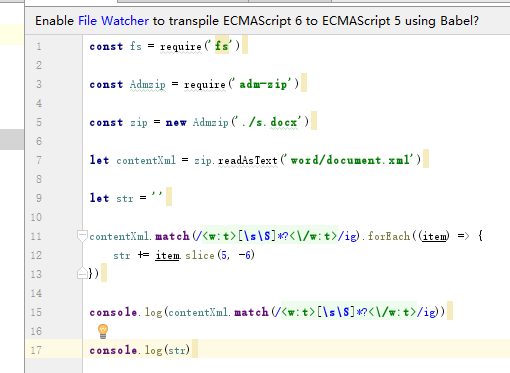 Enable File Watcher to transpile ECMAScript 6 to ECMAScript 5 using Babel?
1 const fs = require('fs')
2
3 const Admzip = require('adm-zip')
4
5 const zip = new Admzip('./s.docx')
6
7 let contentXml = zip.readAsText('word/document.xml')
8
9 let str = ''
10
11 contentXml.match(/<w:t>[\s\S]*?<\/w:t>/ig).forEach((item) => {
12 str += item.slice(5, -6)
13 })
14
15 console.log(contentXml.match(/<w:t>[\s\S]*?<\/w:t>/ig))
16
17 console.log(str)